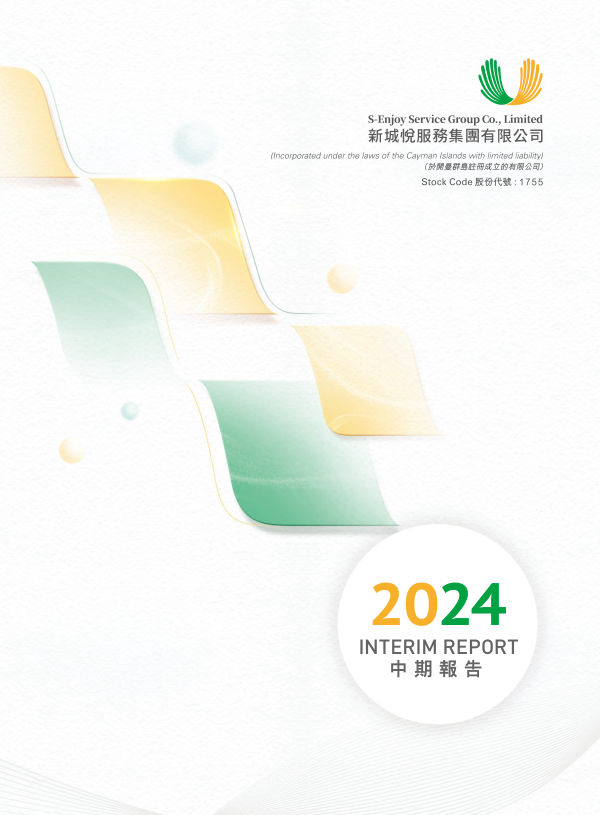 S-Enjoy Service Group Co., Limited
新城悅服務集團有限公司
(Incorporated under the laws of the Cayman Islands with limited liability)
（於開曼群島註冊成立的有限公司）
Stock Code 股份代號 : 1755
2024
INTERIM REPORT
中期報告